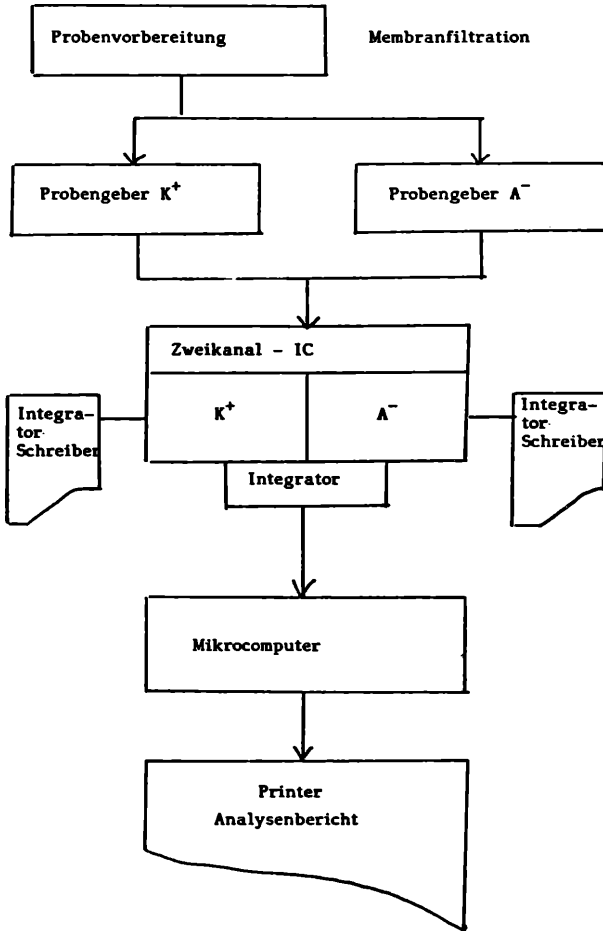 Probenvorbereitung
Membranfiltration
Probengeber K⁺
Probengeber A⁻
Zweikanal - IC
K⁺
A⁻
Integra-
tor-
Schreiber
Integra-
tor-
Schreiber
Integrator
Mikrocomputer
Printer
Analysenbericht